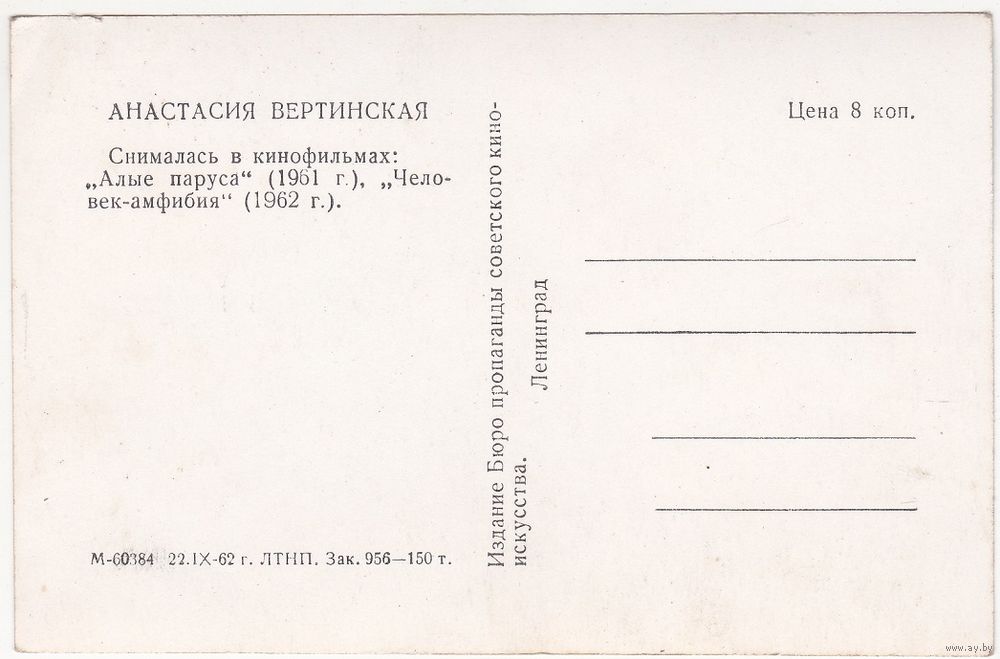 АНАСТАСИЯ ВЕРТИНСКАЯ
Снималась в кинофильмах:
„Алые паруса“ (1961 г.), „Чело-
век-амфибия“ (1962 г.).
М-60384 22.IX-62 г. ЛТНП. Зак. 956—150 т.
Издание Бюро пропаганды советского кино-
искусства.
Ленинград
Цена 8 коп.
www.ay.by